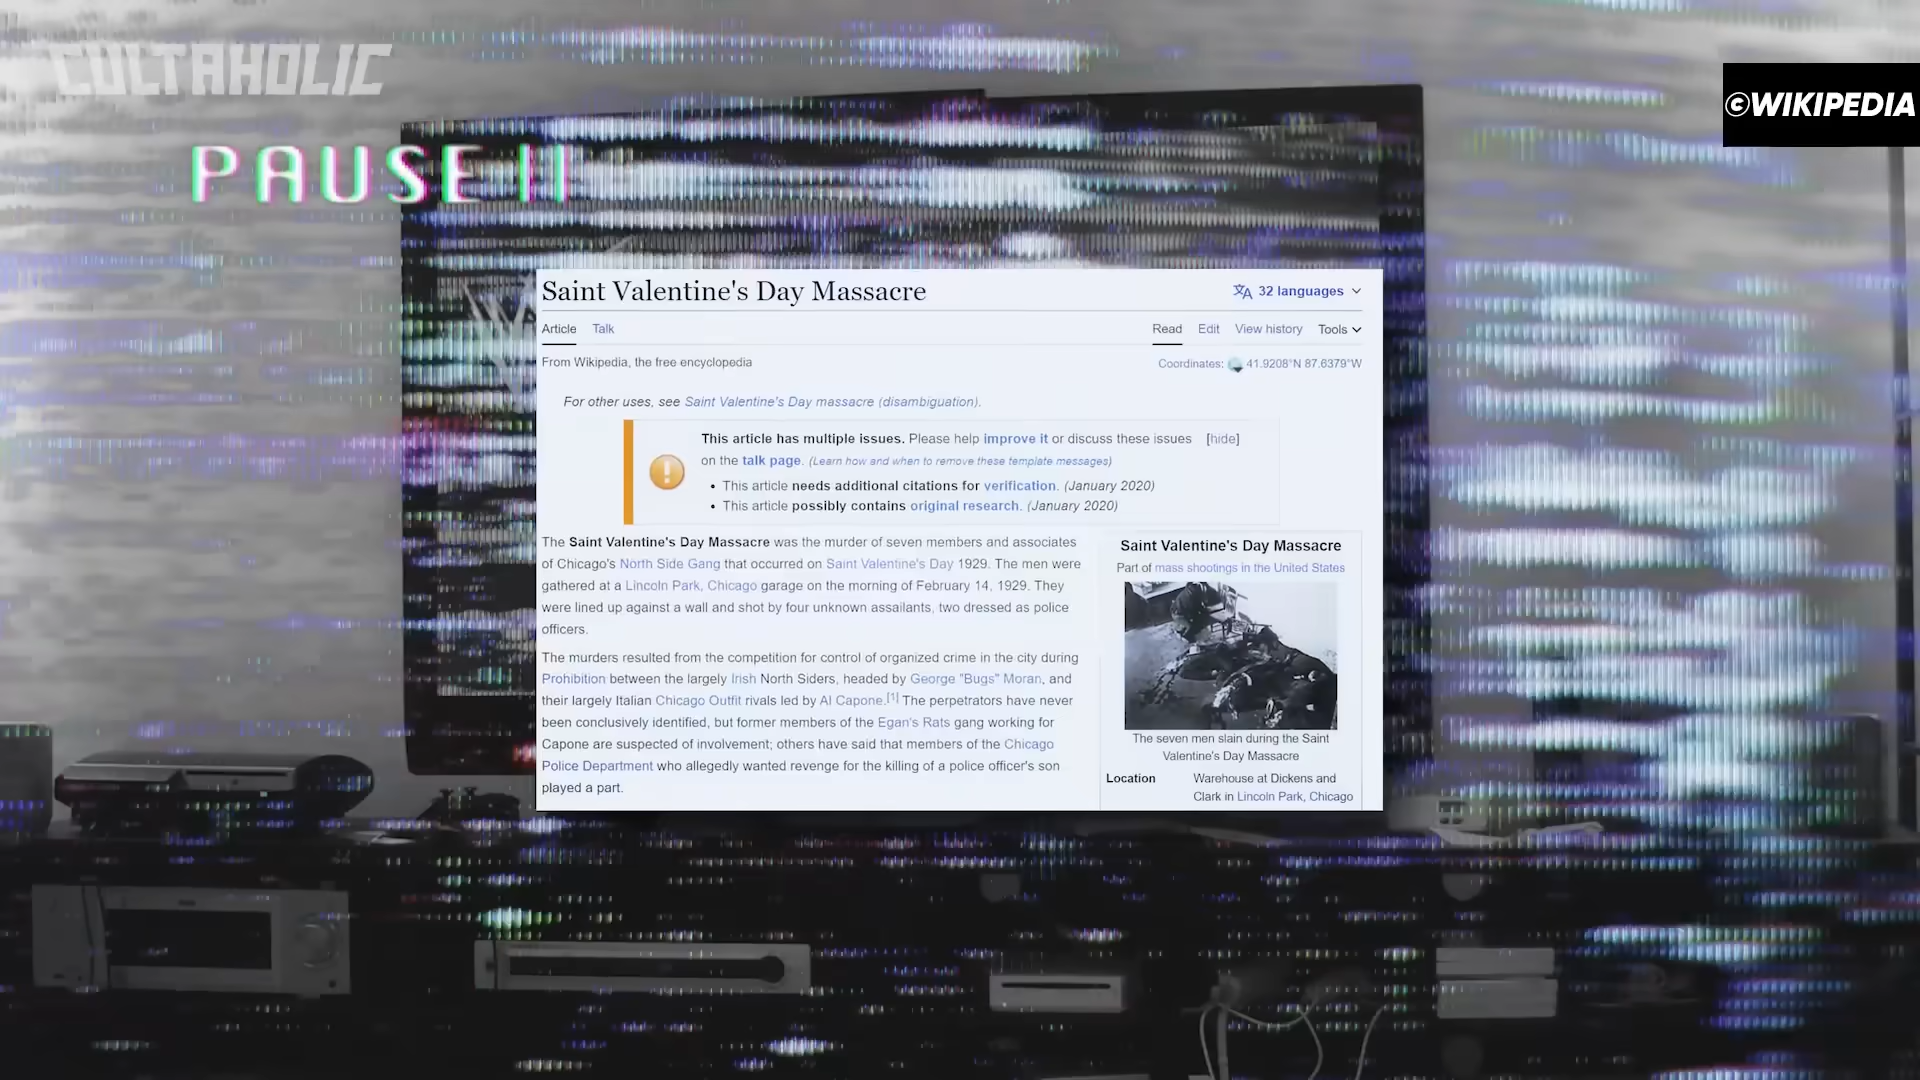 CULTAHOLIC
©WIKIPEDIA
PAUSE
Saint Valentine's Day Massacre
32 languages
Article Talk
Read Edit View history Tools
From Wikipedia, the free encyclopedia
Coordinates: 41.9208°N 87.6379°W
For other uses, see Saint Valentine's Day massacre (disambiguation).
This article has multiple issues. Please help improve it or discuss these issues [hide]
on the talk page. (Learn how and when to remove these template messages)
• This article needs additional citations for verification. (January 2020)
• This article possibly contains original research. (January 2020)
The Saint Valentine's Day Massacre was the murder of seven members and associates
of Chicago's North Side Gang that occurred on Saint Valentine's Day 1929. The men were
gathered at a Lincoln Park, Chicago garage on the morning of February 14, 1929. They
were lined up against a wall and shot by four unknown assailants, two dressed as police
officers.
The murders resulted from the competition for control of organized crime in the city during
Prohibition between the largely Irish North Siders, headed by George "Bugs" Moran, and
their largely Italian Chicago Outfit rivals led by Al Capone.[1] The perpetrators have never
been conclusively identified, but former members of the Egan's Rats gang working for
Capone are suspected of involvement; others have said that members of the Chicago
Police Department who allegedly wanted revenge for the killing of a police officer's son
played a part.
Saint Valentine's Day Massacre
Part of mass shootings in the United States
The seven men slain during the Saint
Valentine's Day Massacre
Location Warehouse at Dickens and
Clark in Lincoln Park, Chicago